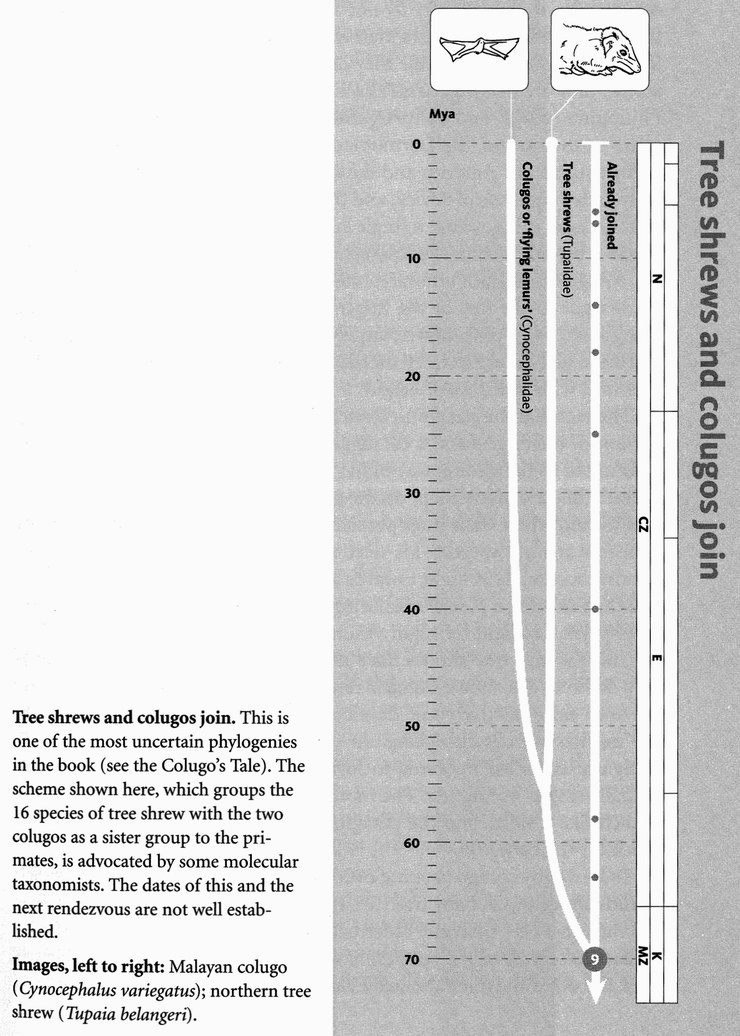 Tree shrews and colugos join
Mya
0
10
20
30
40
50
60
70
Colugos or 'flying lemurs' (Cynocephalidae)
Tree shrews (Tupaiidae)
Already joined
9
N
E
K
CZ
MZ
Tree shrews and colugos join. This is
one of the most uncertain phylogenies
in the book (see the Colugo's Tale). The
scheme shown here, which groups the
16 species of tree shrew with the two
colugos as a sister group to the pri-
mates, is advocated by some molecular
taxonomists. The dates of this and the
next rendezvous are not well estab-
lished.
Images, left to right: Malayan colugo
(Cynocephalus variegatus); northern tree
shrew (Tupaia belangeri).